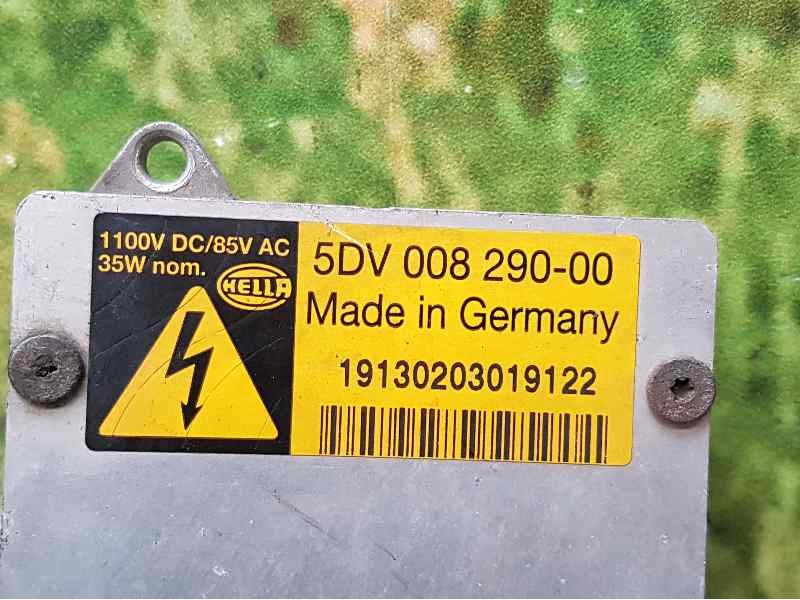 1100V DC/85V AC
35W nom.
HELLA
5DV 008 290-00
Made in Germany
19130203019122